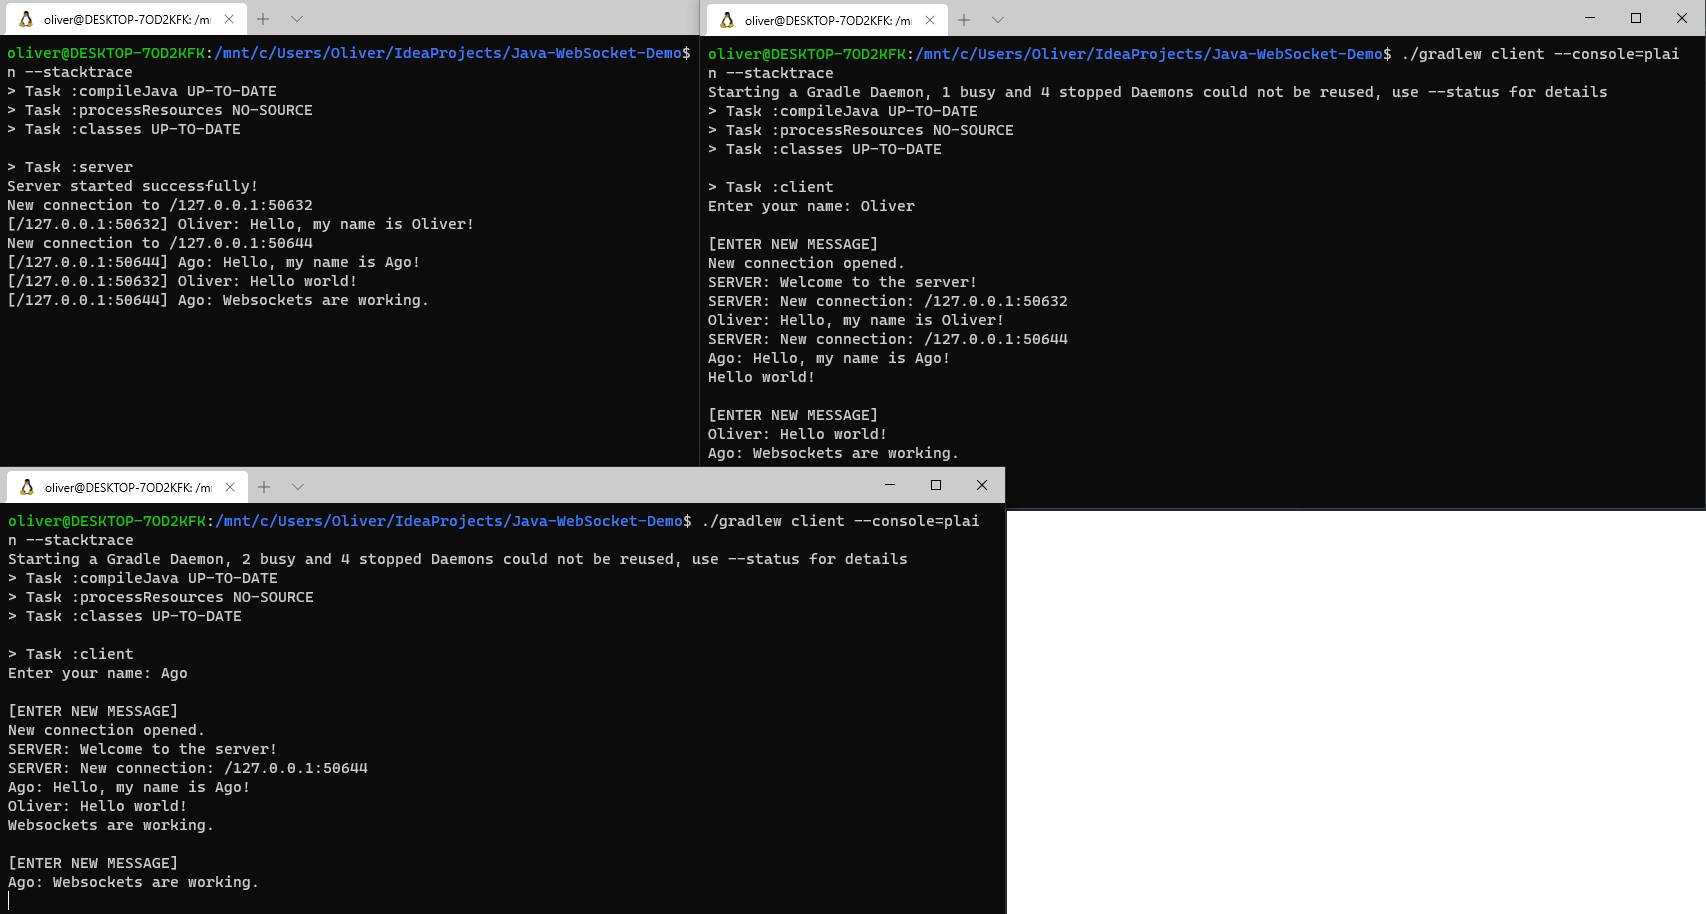 oliver@DESKTOP-7OD2KFK: /m
oliver@DESKTOP-7OD2KFK:/mnt/c/Users/Oliver/IdeaProjects/Java-WebSocket-Demo$
n --stacktrace
> Task :compileJava UP-TO-DATE
> Task :processResources NO-SOURCE
> Task :classes UP-TO-DATE
> Task :server
Server started successfully!
New connection to /127.0.0.1:50632
[/127.0.0.1:50632] Oliver: Hello, my name is Oliver!
New connection to /127.0.0.1:50644
[/127.0.0.1:50644] Ago: Hello, my name is Ago!
[/127.0.0.1:50632] Oliver: Hello world!
[/127.0.0.1:50644] Ago: Websockets are working.
oliver@DESKTOP-7OD2KFK: /m
oliver@DESKTOP-7OD2KFK:/mnt/c/Users/Oliver/IdeaProjects/Java-WebSocket-Demo$ ./gradlew client --console=plai
n --stacktrace
Starting a Gradle Daemon, 1 busy and 4 stopped Daemons could not be reused, use --status for details
> Task :compileJava UP-TO-DATE
> Task :processResources NO-SOURCE
> Task :classes UP-TO-DATE
> Task :client
Enter your name: Oliver
[ENTER NEW MESSAGE]
New connection opened.
SERVER: Welcome to the server!
SERVER: New connection: /127.0.0.1:50632
Oliver: Hello, my name is Oliver!
SERVER: New connection: /127.0.0.1:50644
Ago: Hello, my name is Ago!
Hello world!
[ENTER NEW MESSAGE]
Oliver: Hello world!
Ago: Websockets are working.
oliver@DESKTOP-7OD2KFK: /m
oliver@DESKTOP-7OD2KFK:/mnt/c/Users/Oliver/IdeaProjects/Java-WebSocket-Demo$ ./gradlew client --console=plai
n --stacktrace
Starting a Gradle Daemon, 2 busy and 4 stopped Daemons could not be reused, use --status for details
> Task :compileJava UP-TO-DATE
> Task :processResources NO-SOURCE
> Task :classes UP-TO-DATE
> Task :client
Enter your name: Ago
[ENTER NEW MESSAGE]
New connection opened.
SERVER: Welcome to the server!
SERVER: New connection: /127.0.0.1:50644
Ago: Hello, my name is Ago!
Oliver: Hello world!
Websockets are working.
[ENTER NEW MESSAGE]
Ago: Websockets are working.